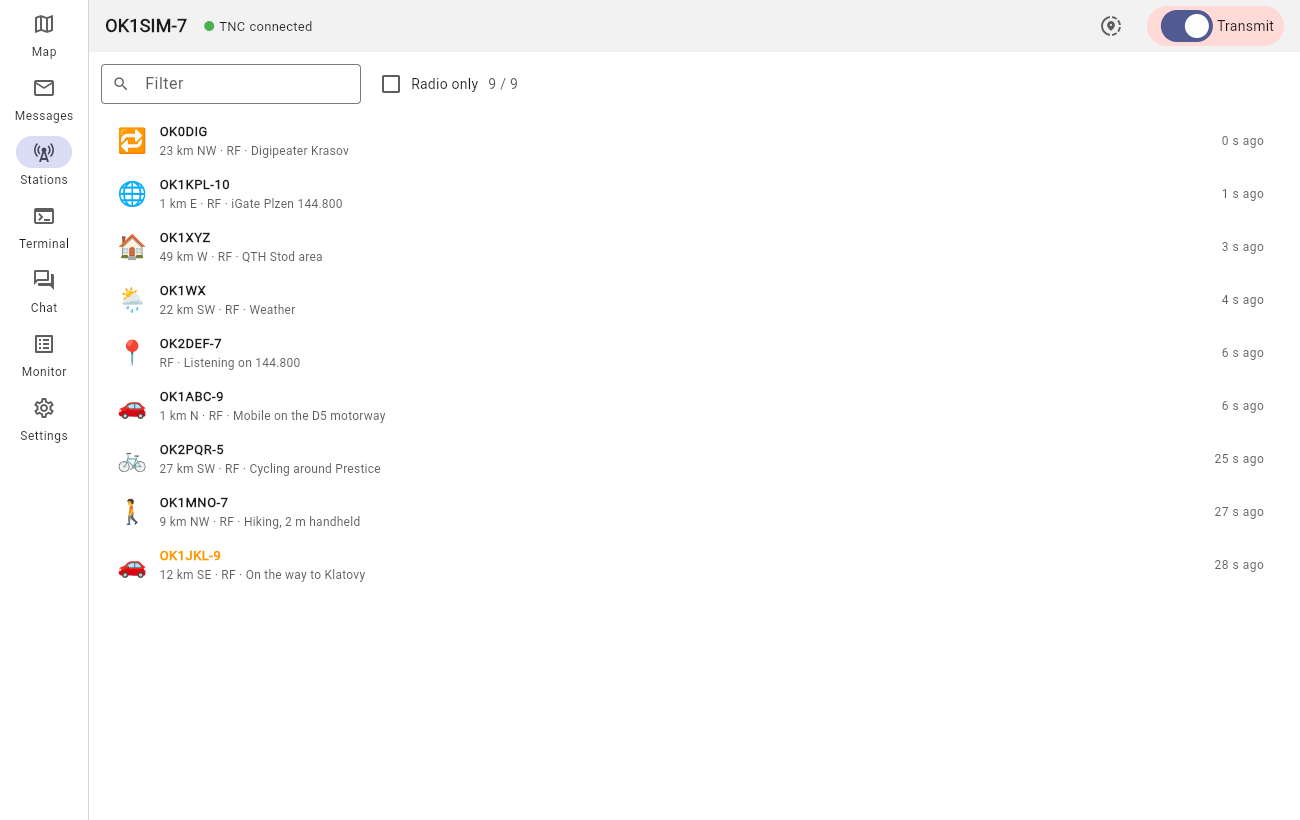 OK1SIM-7
TNC connected
Transmit
Map
Messages
Stations
Terminal
Chat
Monitor
Settings
Filter
Radio only
9 / 9
OK0DIG
23 km NW · RF · Digipeater Krasov
0 s ago
OK1KPL-10
1 km E · RF · iGate Plzen 144.800
1 s ago
OK1XYZ
49 km W · RF · QTH Stod area
3 s ago
OK1WX
22 km SW · RF · Weather
4 s ago
OK2DEF-7
RF · Listening on 144.800
6 s ago
OK1ABC-9
1 km N · RF · Mobile on the D5 motorway
6 s ago
OK2PQR-5
27 km SW · RF · Cycling around Prestice
25 s ago
OK1MNO-7
9 km NW · RF · Hiking, 2 m handheld
27 s ago
OK1JKL-9
12 km SE · RF · On the way to Klatovy
28 s ago